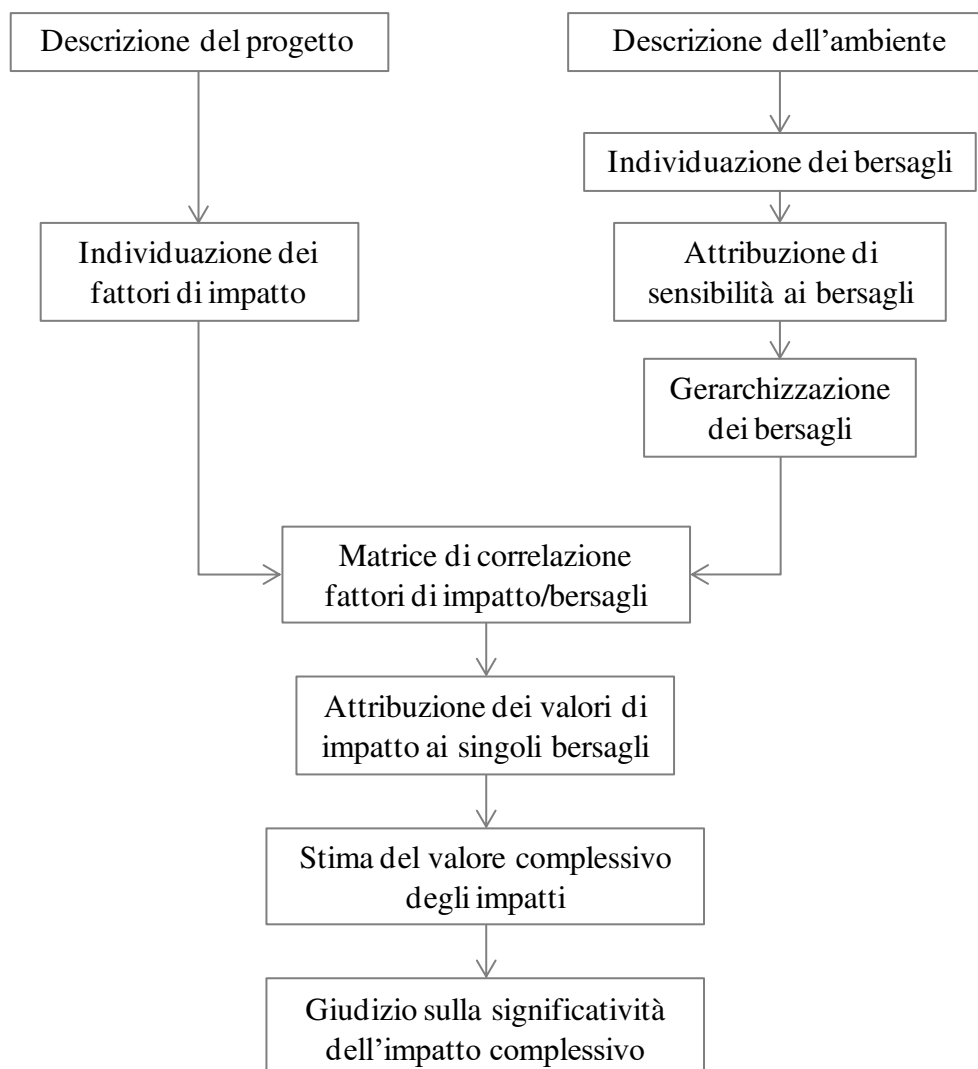 Descrizione del progetto
Descrizione dell’ambiente
Individuazione dei bersagli
Individuazione dei
fattori di impatto
Attribuzione di
sensibilità ai bersagli
Gerarchizzazione
dei bersagli
Matrice di correlazione
fattori di impatto/bersagli
Attribuzione dei valori di
impatto ai singoli bersagli
Stima del valore complessivo
degli impatti
Giudizio sulla significatività
dell’impatto complessivo